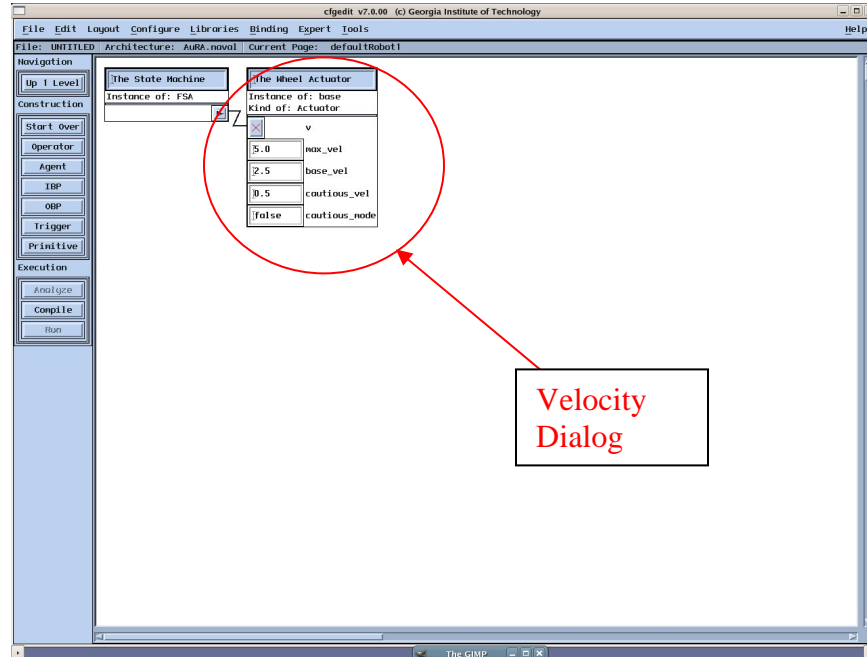 cfgedit v7.0.00 (c) Georgia Institute of Technology
File Edit Layout Configure Libraries Binding Expert Tools Help
File: UNTITLED Architecture: AuRA.naval Current Page: defaultRobot1
Navigation
Up 1 Level
Construction
Start Over
Operator
Agent
IBP
OBP
Trigger
Primitive
Execution
Analyze
Compile
Run
The State Machine
Instance of: FSA
The Wheel Actuator
Instance of: base
Kind of: Actuator
v
5.0 max_vel
2.5 base_vel
0.5 cautious_vel
false cautious_mode
Velocity
Dialog
The GIMP